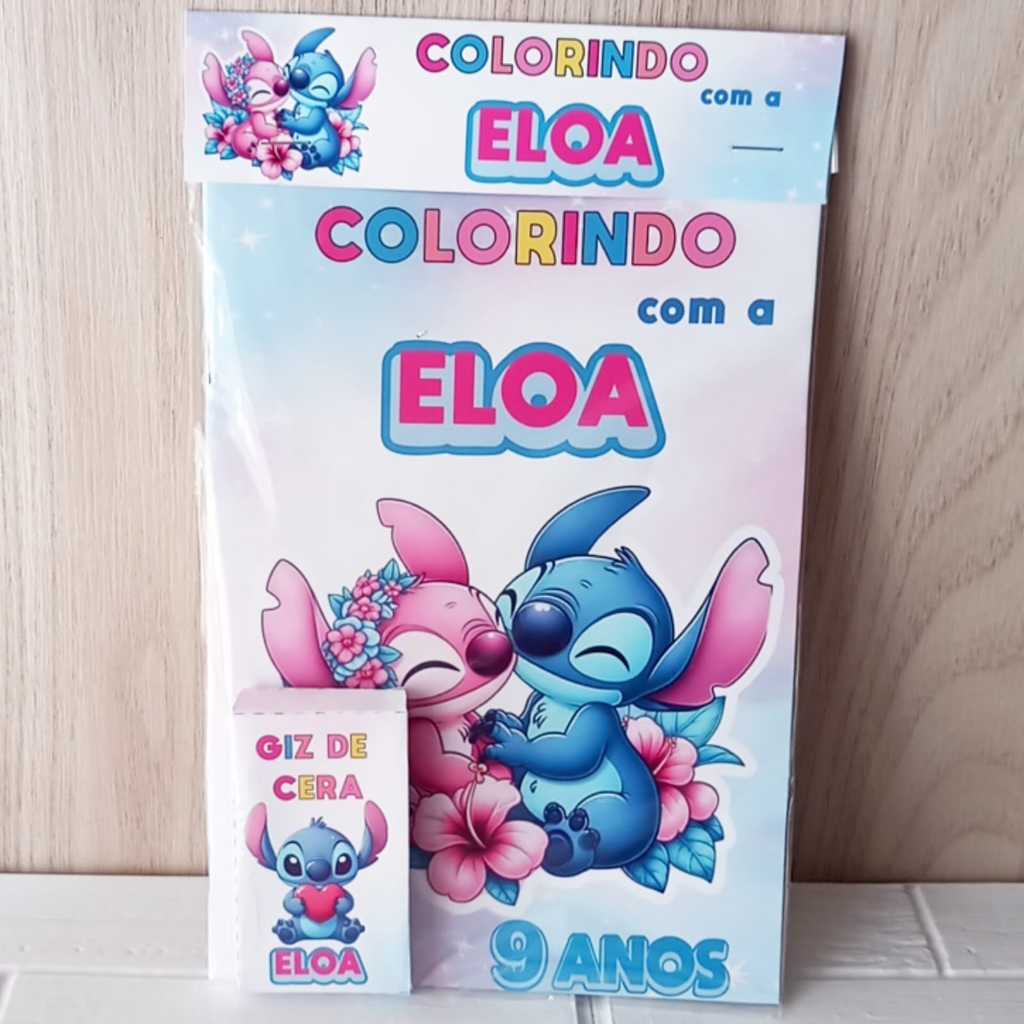 COLORINDO
com a
ELOA
COLORINDO
com a
ELOA
GIZ DE
CERA
ELOA
9 ANOS